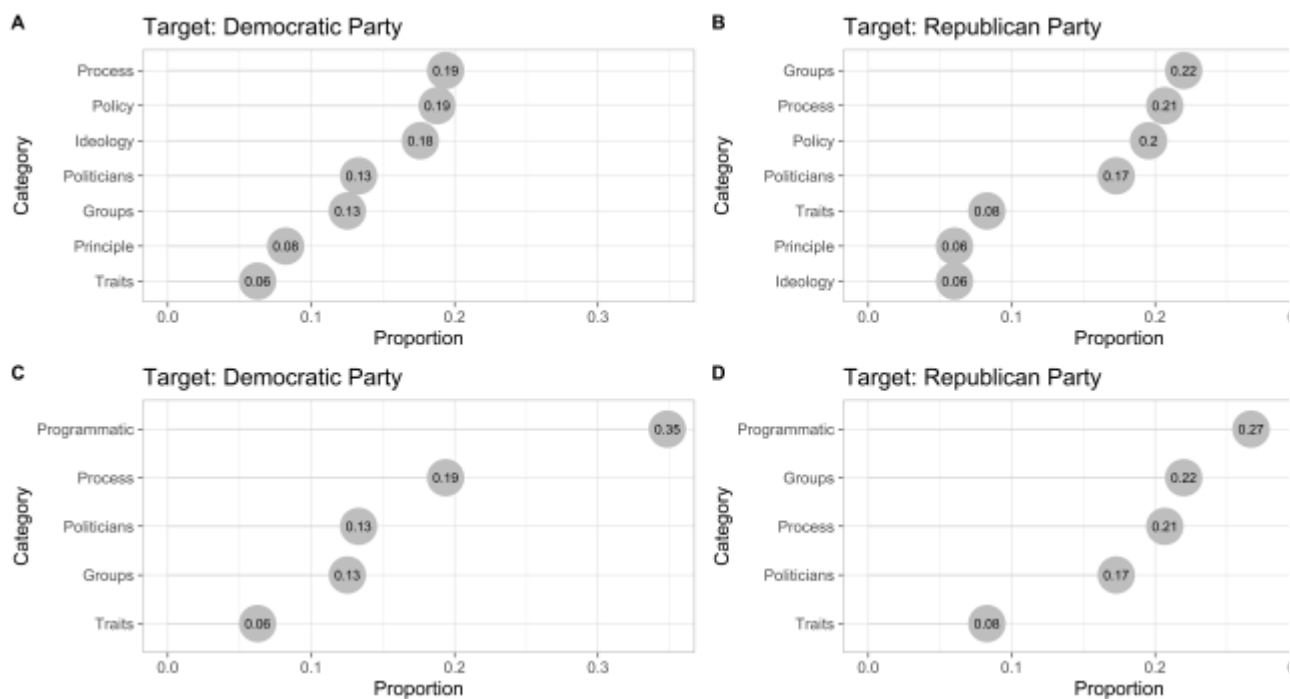 A
Target: Democratic Party
Category
Process
0.19
Policy
0.19
Ideology
0.18
Politicians
0.13
Groups
0.13
Principle
0.08
Traits
0.06
0.0 0.1 0.2 0.3
Proportion
B
Target: Republican Party
Category
Groups
0.22
Process
0.21
Policy
0.2
Politicians
0.17
Traits
0.08
Principle
0.06
Ideology
0.06
0.0 0.1 0.2
Proportion
C
Target: Democratic Party
Category
Programmatic
0.35
Process
0.19
Politicians
0.13
Groups
0.13
Traits
0.06
0.0 0.1 0.2 0.3
Proportion
D
Target: Republican Party
Category
Programmatic
0.27
Groups
0.22
Process
0.21
Politicians
0.17
Traits
0.08
0.0 0.1 0.2
Proportion